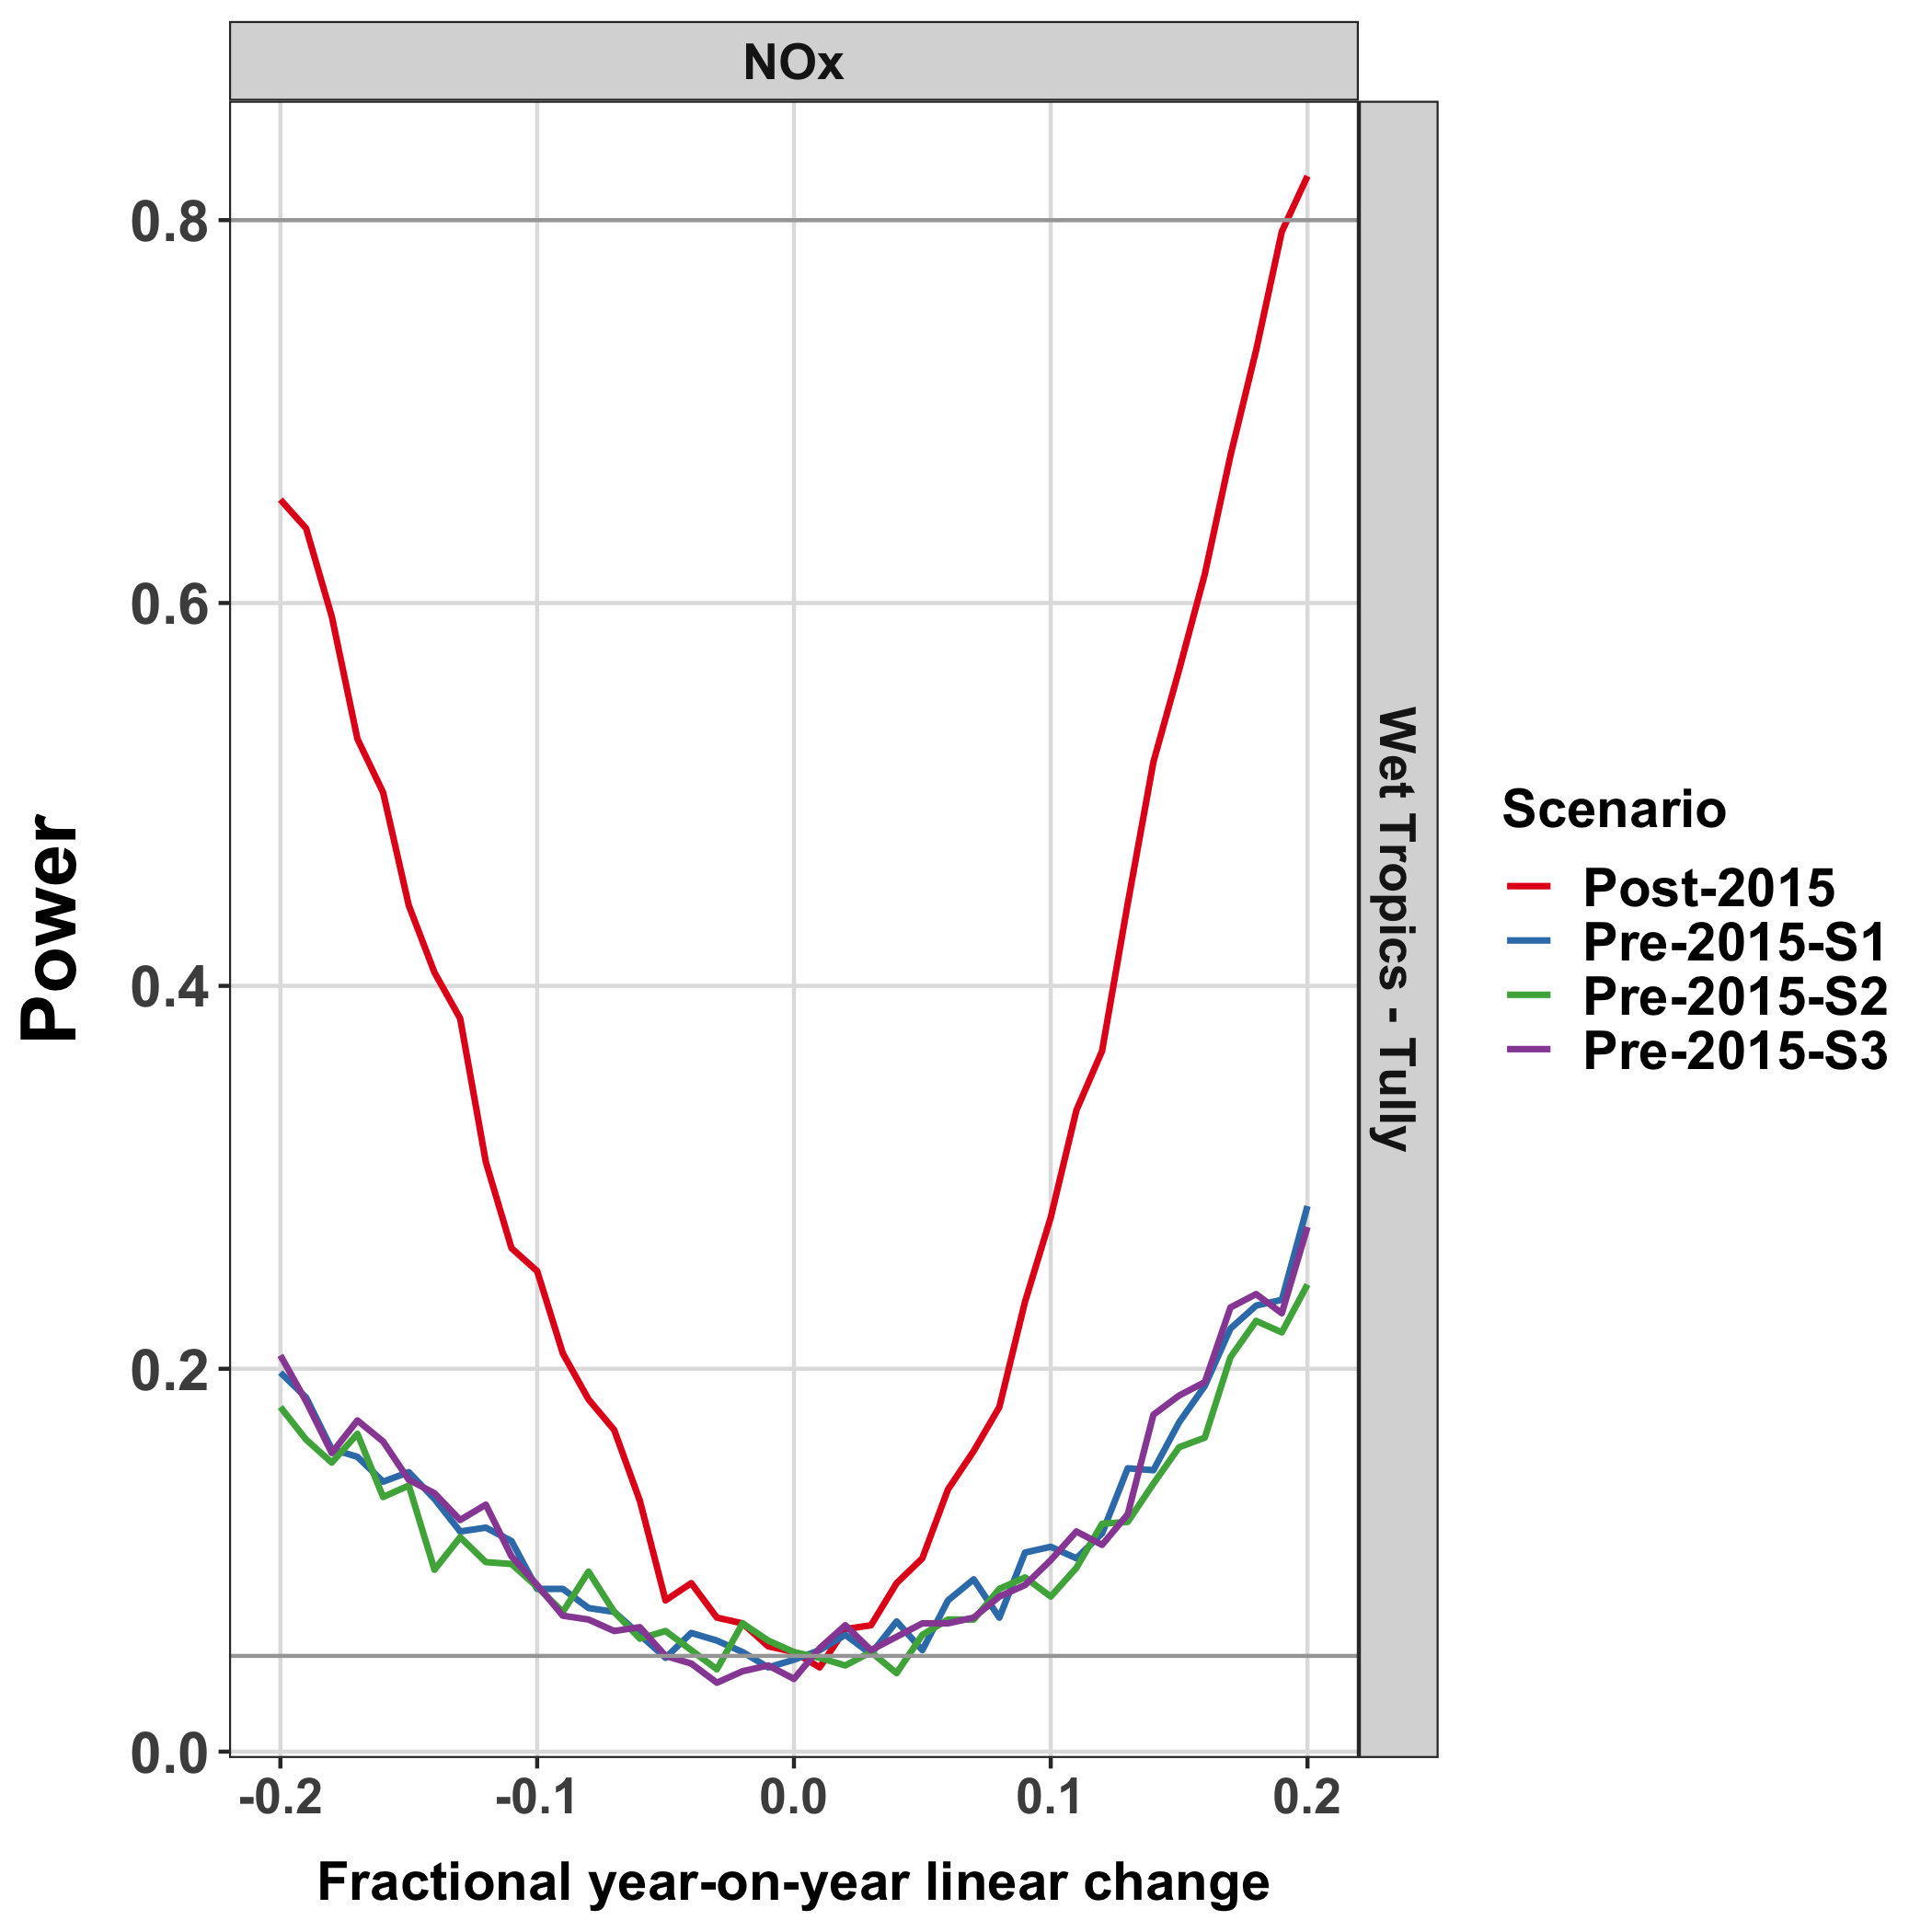 NOx
Wet Tropics - Tully
Power
0.8
0.6
0.4
0.2
0.0
-0.2
-0.1
0.0
0.1
0.2
Fractional year-on-year linear change
Scenario
Post-2015
Pre-2015-S1
Pre-2015-S2
Pre-2015-S3